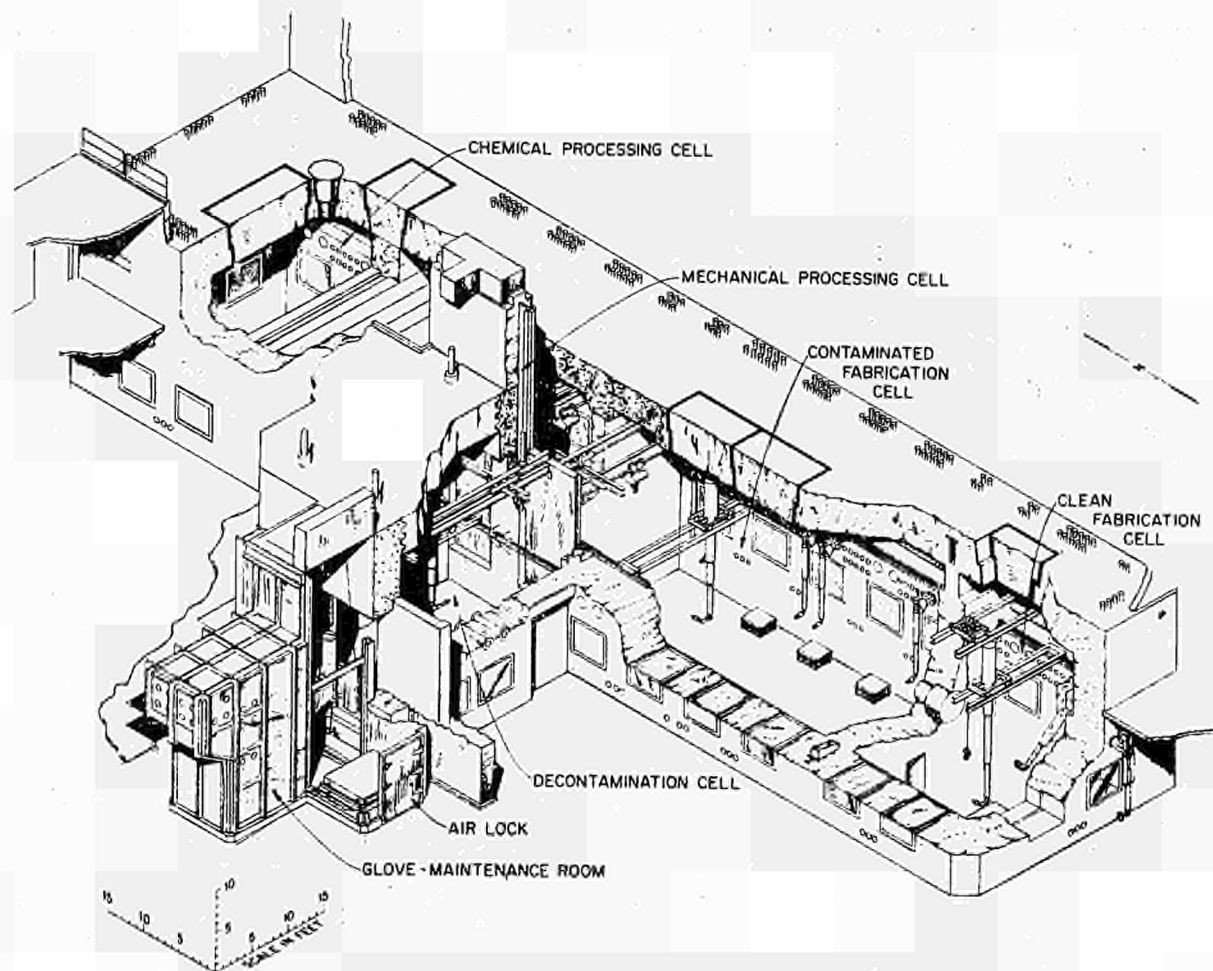 CHEMICAL PROCESSING CELL
MECHANICAL PROCESSING CELL
CONTAMINATED
FABRICATION
CELL
CLEAN
FABRICATION
CELL
DECONTAMINATION CELL
AIR LOCK
GLOVE-MAINTENANCE ROOM
15 10 5
10
5
5 10 15
SCALE IN FEET